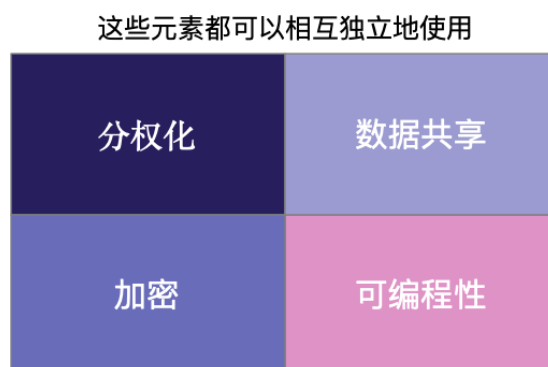 这些元素都可以相互独立地使用
分权化
数据共享
加密
可编程性